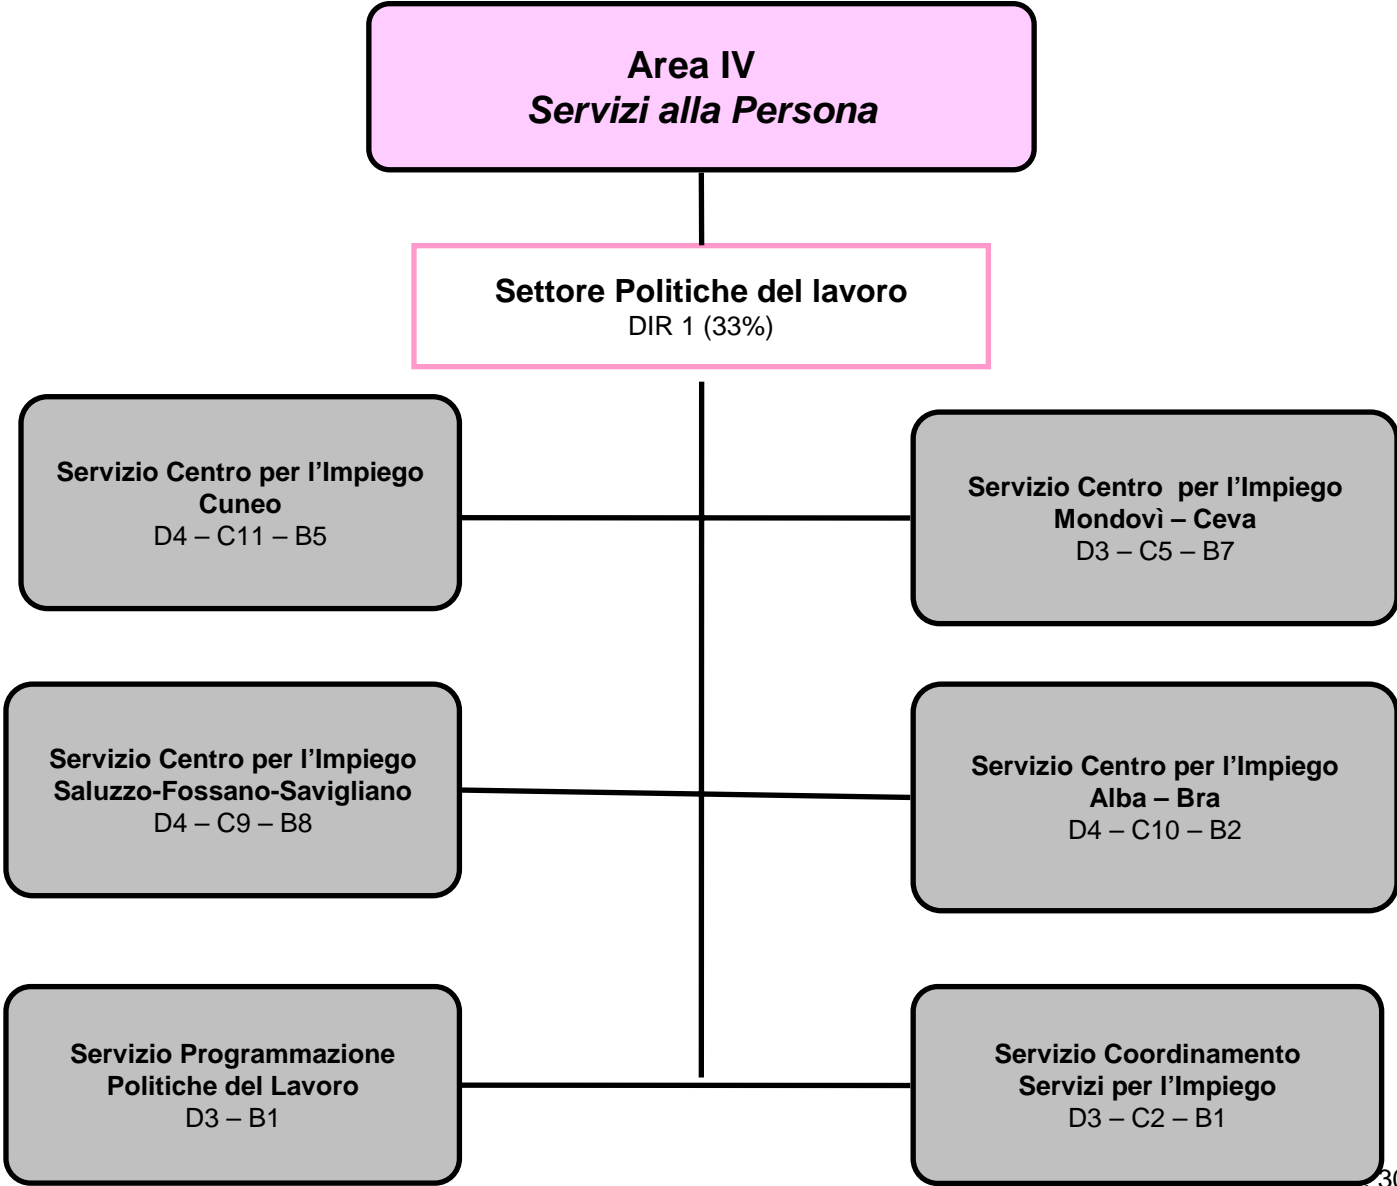 Area IV
Servizi alla Persona
Settore Politiche del lavoro
DIR 1 (33%)
Servizio Centro per l’Impiego
Cuneo
D4 – C11 – B5
Servizio Centro per l’Impiego
Mondovì – Ceva
D3 – C5 – B7
Servizio Centro per l’Impiego
Saluzzo-Fossano-Savigliano
D4 – C9 – B8
Servizio Centro per l’Impiego
Alba – Bra
D4 – C10 – B2
Servizio Programmazione
Politiche del Lavoro
D3 – B1
Servizio Coordinamento
Servizi per l’Impiego
D3 – C2 – B1